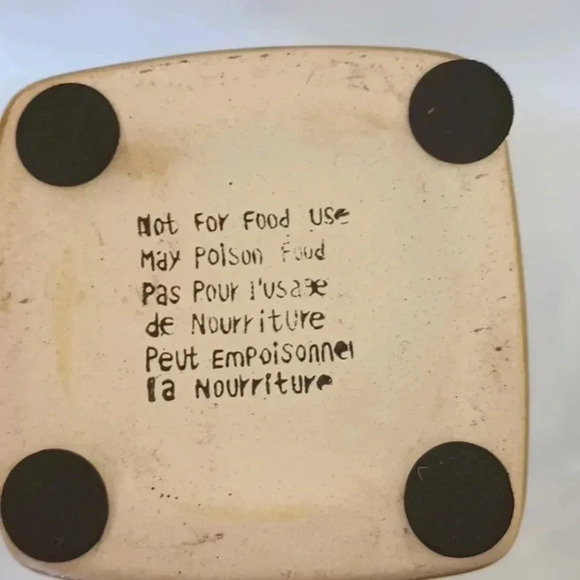 Not For Food Use
May Poison Food
Pas Pour l'usage
de Nourriture
Peut Empoisonner
la Nourriture